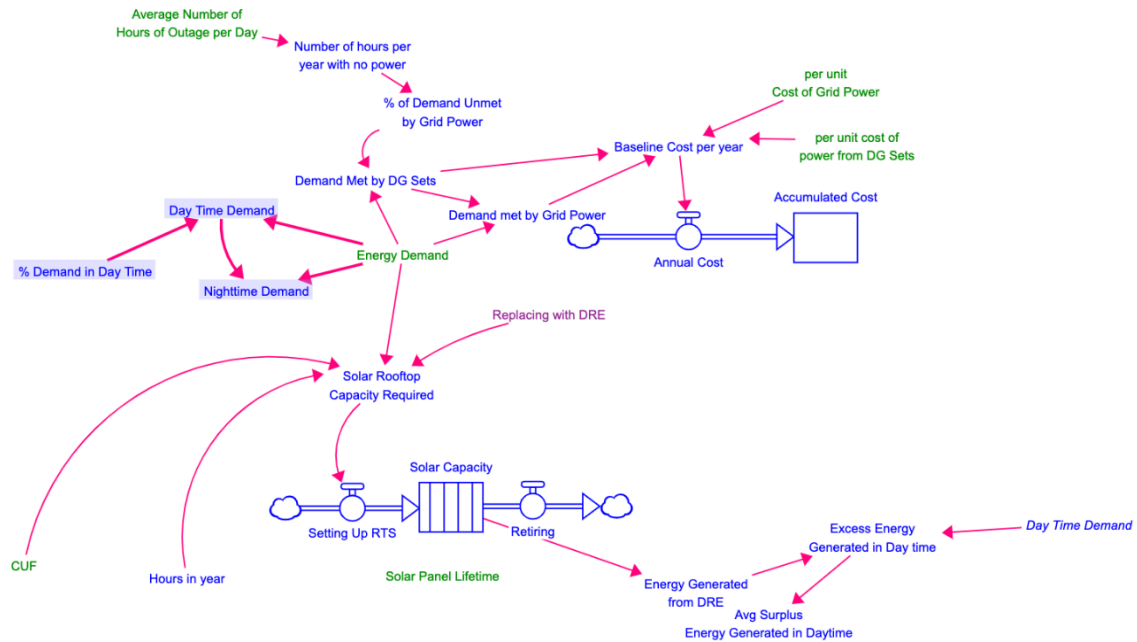 Average Number of
Hours of Outage per Day
Number of hours per
year with no power
% of Demand Unmet
by Grid Power
per unit
Cost of Grid Power
Baseline Cost per year
per unit cost of
power from DG Sets
Demand Met by DG Sets
Day Time Demand
Demand met by Grid Power
Accumulated Cost
Energy Demand
Annual Cost
% Demand in Day Time
Nighttime Demand
Replacing with DRE
Solar Rooftop
Capacity Required
Solar Capacity
Setting Up RTS
Retiring
Excess Energy
Generated in Day time
Day Time Demand
CUF
Hours in year
Solar Panel Lifetime
Energy Generated
from DRE
Avg Surplus
Energy Generated in Daytime